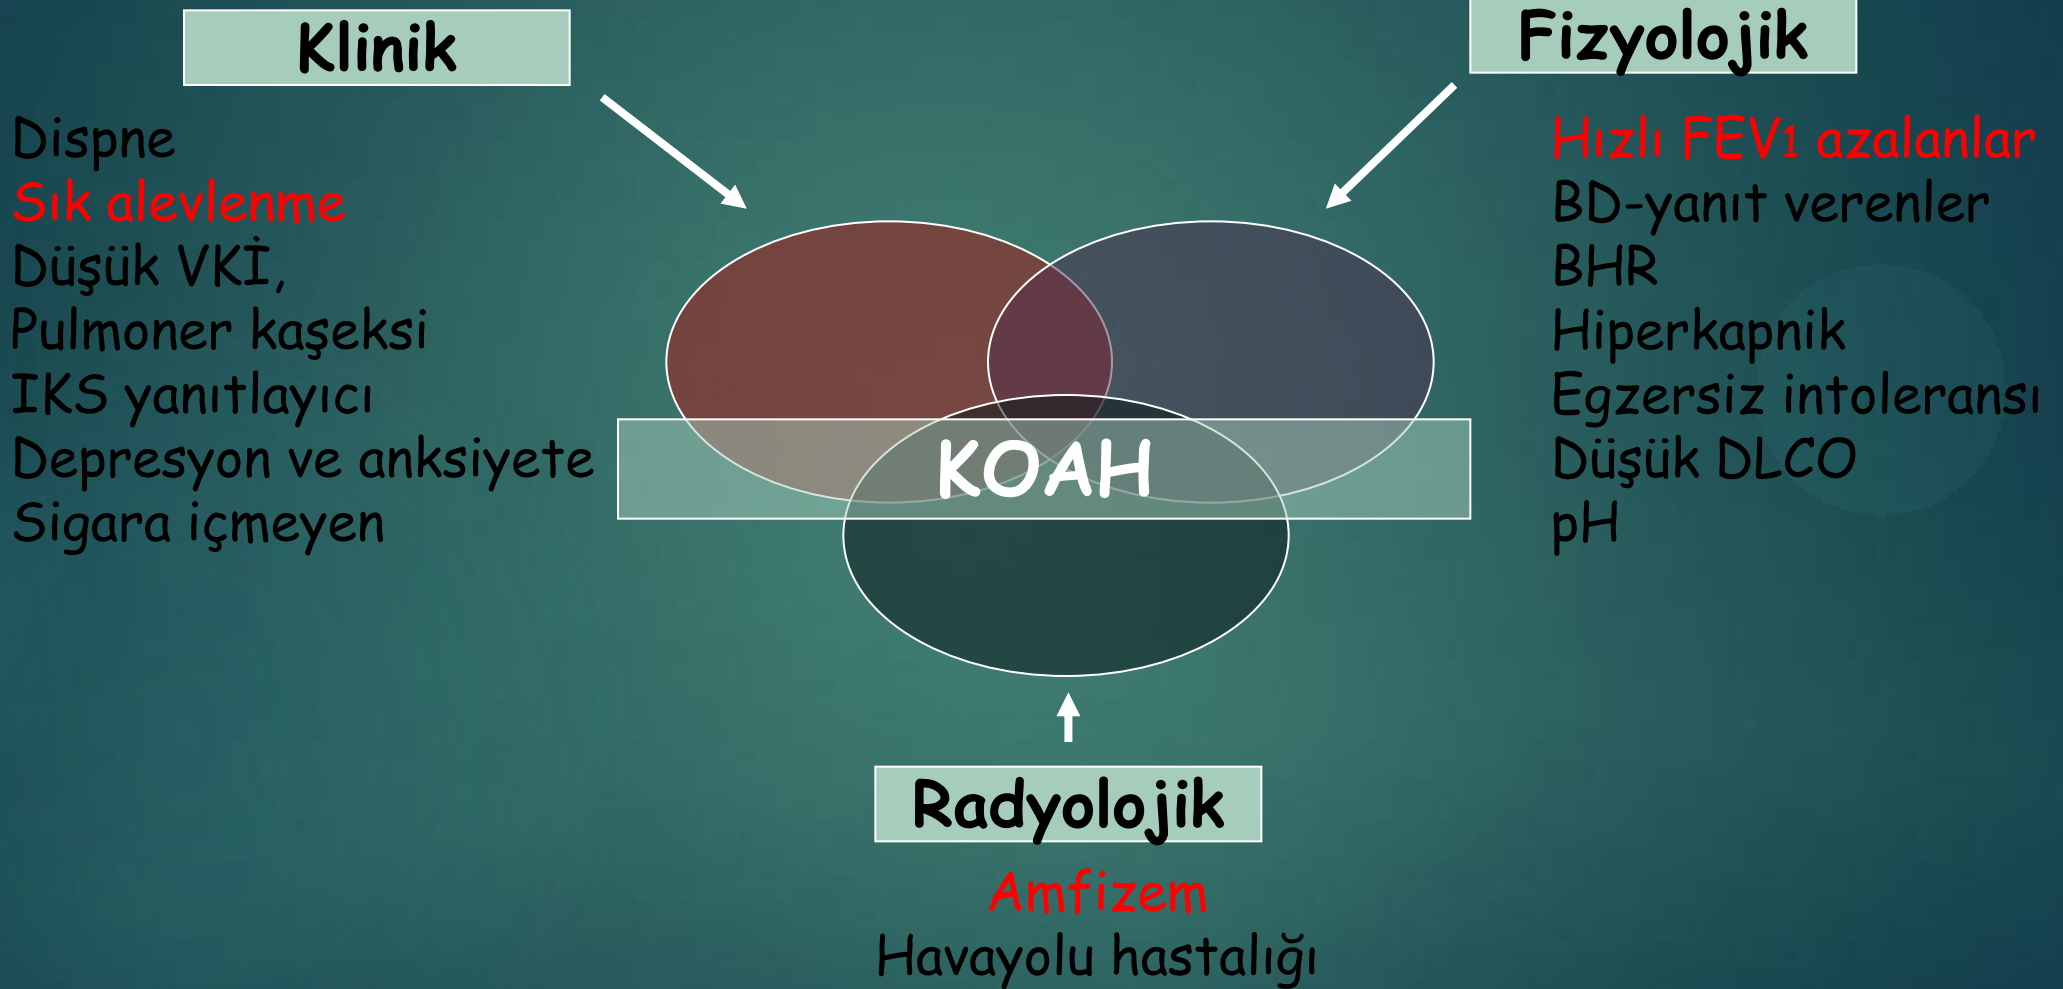 Klinik
Dispne
Sık alevlenme
Düşük VKİ,
Pulmoner kaşeksi
IKS yanıtlayıcı
Depresyon ve anksiyete
Sigara içmeyen
Fizyolojik
Hızlı FEV1 azalanlar
BD-yanıt verenler
BHR
Hiperkapnik
Egzersiz intoleransı
Düşük DLCO
pH
KOAH
Radyolojik
Amfizem
Havayolu hastalığı